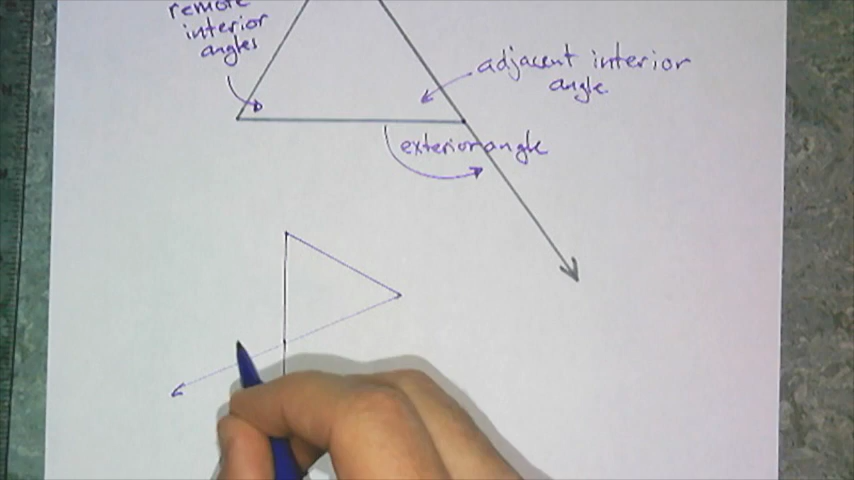 remote
interior
angles
adjacent interior
angle
exterior angle